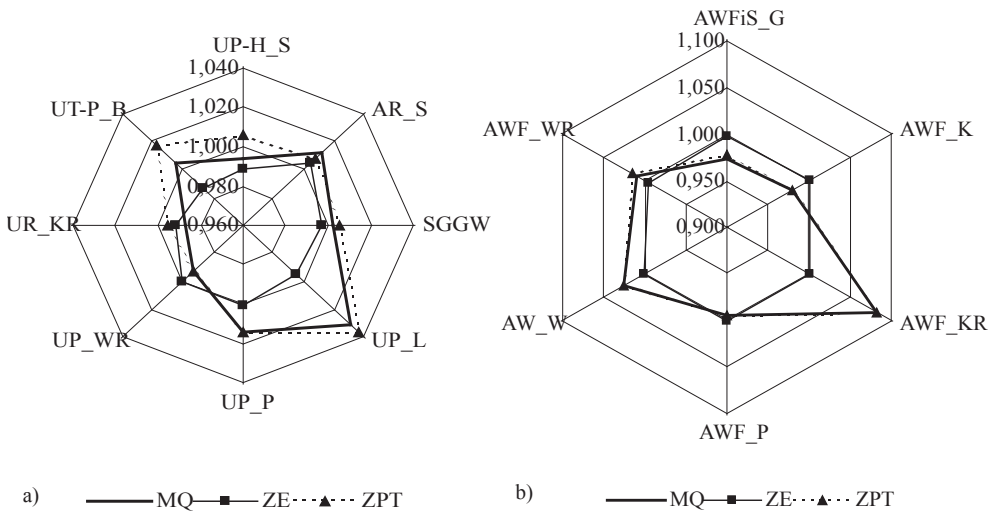 UP-H_S
1,040
1,020
1,000
0,980
0,960
UT-P_B
AR_S
UR_KR
SGGW
UP_WR
UP_L
UP_P
AWFiS_G
1,100
1,050
1,000
0,950
0,900
AWF_WR
AWF_K
AW_W
AWF_KR
AWF_P
a) MQ ZE ZPT
b) MQ ZE ZPT